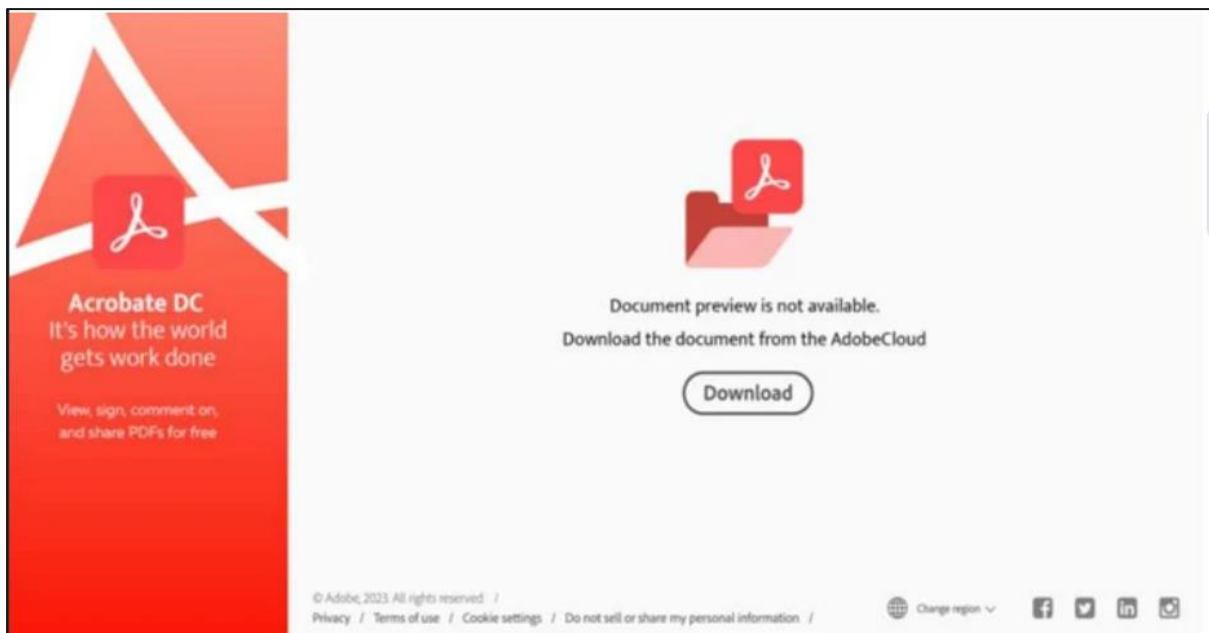 Acrobate DC
It's how the world
gets work done
View, sign, comment on,
and share PDFs for free
Document preview is not available.
Download the document from the AdobeCloud
Download
© Adobe, 2023. All rights reserved. /
Privacy / Terms of use / Cookie settings / Do not sell or share my personal information /
Change region